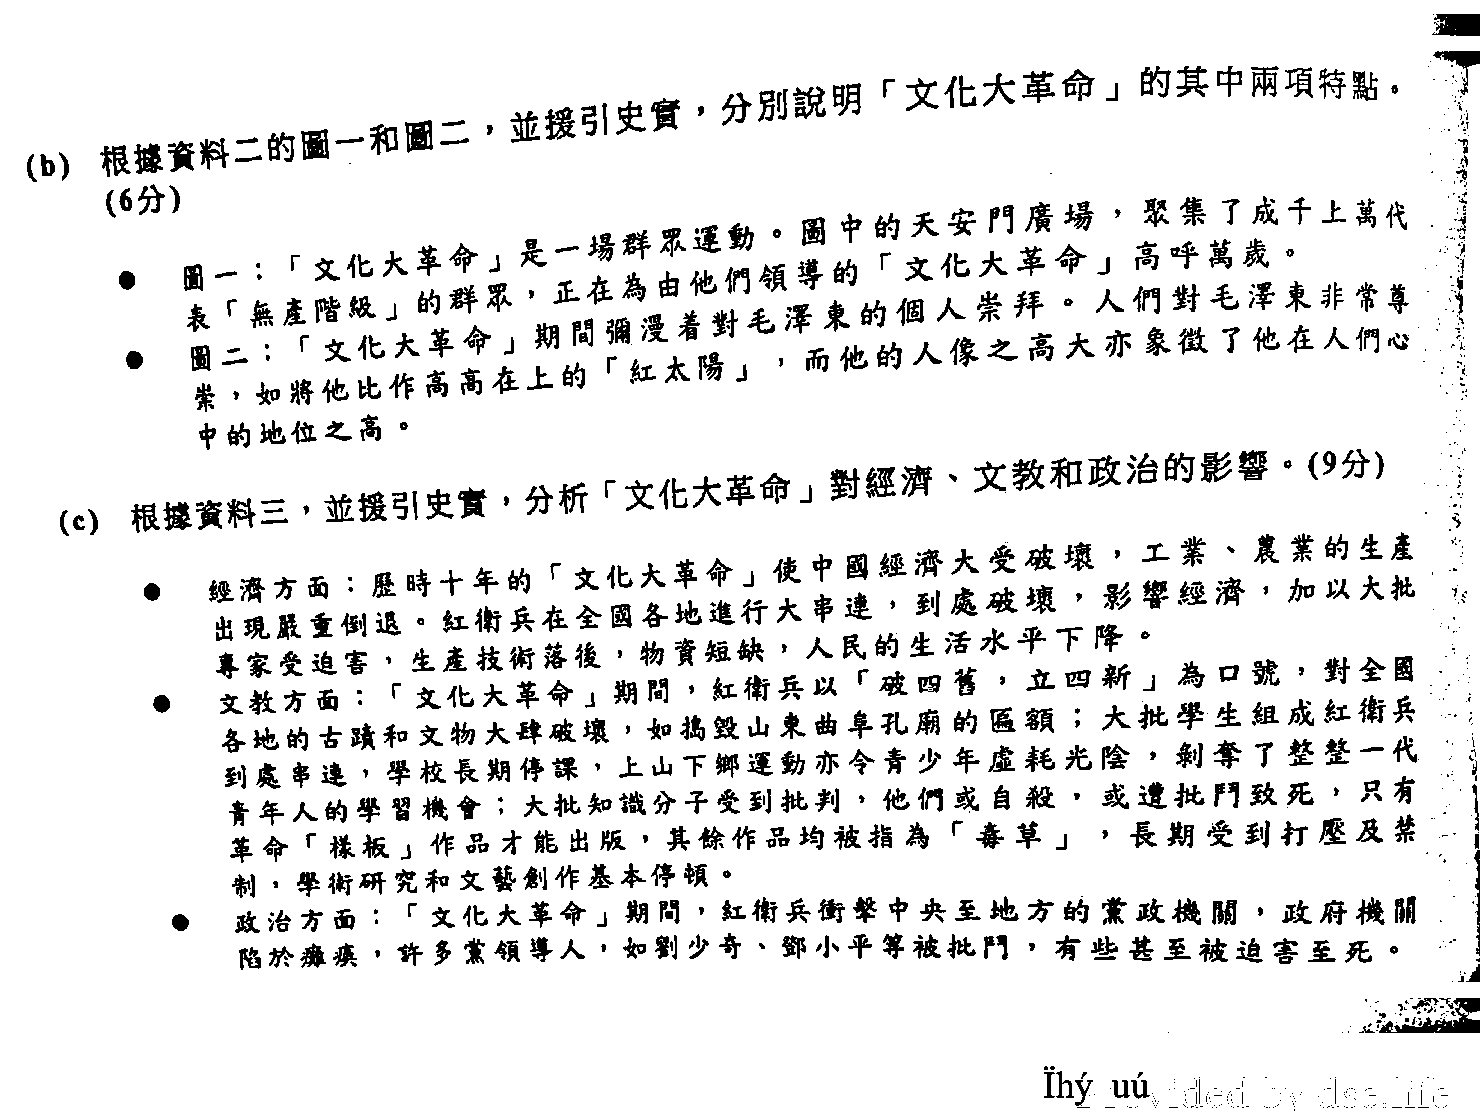 (b) 根據資料二的圖一和圖二，並援引史實，分別說明「文化大革命」的其中兩項特點。
(6分)
● 圖一：「文化大革命」是一場群眾運動。圖中的天安門廣場，聚集了成千上萬代
表「無產階級」的群眾，正在為由他們領導的「文化大革命」高呼萬歲。
● 圖二：「文化大革命」期間彌漫着對毛澤東的個人崇拜。人們對毛澤東非常尊
崇，如將他比作高高在上的「紅太陽」，而他的人像之高大亦象徵了他在人們心
中的地位之高。
(c) 根據資料三，並援引史實，分析「文化大革命」對經濟、文教和政治的影響。(9分)
● 經濟方面：歷時十年的「文化大革命」使中國經濟大受破壞，工業、農業的生產
出現嚴重倒退。紅衛兵在全國各地進行大串連，到處破壞，影響經濟，加以大批
專家受迫害，生產技術落後，物資短缺，人民的生活水平下降。
● 文教方面：「文化大革命」期間，紅衛兵以「破四舊，立四新」為口號，對全國
各地的古蹟和文物大肆破壞，如搗毀山東曲阜孔廟的匾額；大批學生組成紅衛兵
到處串連，學校長期停課，上山下鄉運動亦令青少年虛耗光陰，剝奪了整整一代
青年人的學習機會；大批知識分子受到批判，他們或自殺，或遭批鬥致死，只有
革命「樣板」作品才能出版，其餘作品均被指為「毒草」，長期受到打壓及禁
制，學術研究和文藝創作基本停頓。
● 政治方面：「文化大革命」期間，紅衛兵衝擊中央至地方的黨政機關，政府機關
陷於癱瘓，許多黨領導人，如劉少奇、鄧小平等被批鬥，有些甚至被迫害至死。
Ïhý uú
Provided by dse.life